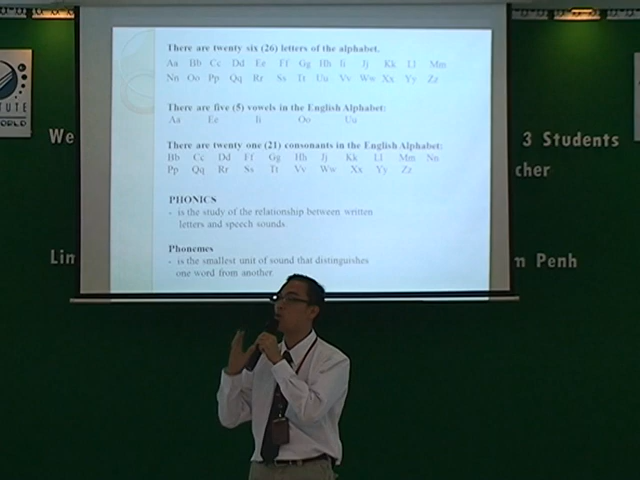 There are twenty six (26) letters of the alphabet.
Aa Bb Cc Dd Ee Ff Gg Hh Ii Jj Kk Ll Mm
Nn Oo Pp Qq Rr Ss Tt Uu Vv Ww Xx Yy Zz
There are five (5) vowels in the English Alphabet:
Aa Ee Ii Oo Uu
There are twenty one (21) consonants in the English Alphabet:
Bb Cc Dd Ff Gg Hh Jj Kk Ll Mm Nn
Pp Qq Rr Ss Tt Vv Ww Xx Yy Zz
PHONICS
- is the study of the relationship between written
letters and speech sounds.
Phonemes
- is the smallest unit of sound that distinguishes
one word from another.
TUTE
WORLD
We
3 Students
cher
Lim
m Penh